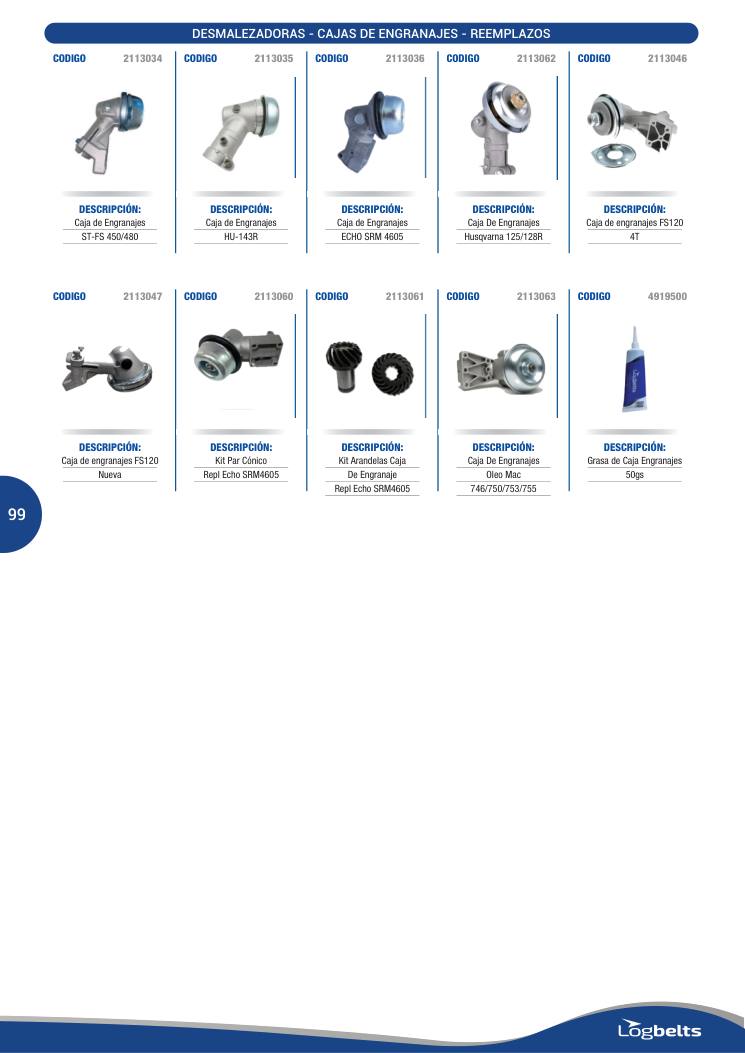 DESMALEZADORAS - CAJAS DE ENGRANAJES - REEMPLAZOS
CODIGO 2113034
DESCRIPCIÓN:
Caja de Engranajes
ST-FS 450/480
CODIGO 2113035
DESCRIPCIÓN:
Caja de Engranajes
HU-143R
CODIGO 2113036
DESCRIPCIÓN:
Caja de Engranajes
ECHO SRM 4605
CODIGO 2113062
DESCRIPCIÓN:
Caja De Engranajes
Husqvarna 125/128R
CODIGO 2113046
DESCRIPCIÓN:
Caja de engranajes FS120
4T
CODIGO 2113047
DESCRIPCIÓN:
Caja de engranajes FS120
Nueva
CODIGO 2113060
DESCRIPCIÓN:
Kit Par Cónico
Repl Echo SRM4605
CODIGO 2113061
DESCRIPCIÓN:
Kit Arandelas Caja
De Engranaje
Repl Echo SRM4605
CODIGO 2113063
DESCRIPCIÓN:
Caja De Engranajes
Oleo Mac
746/750/753/755
CODIGO 4919500
Logbelts
DESCRIPCIÓN:
Grasa de Caja Engranajes
50gs
99
Logbelts